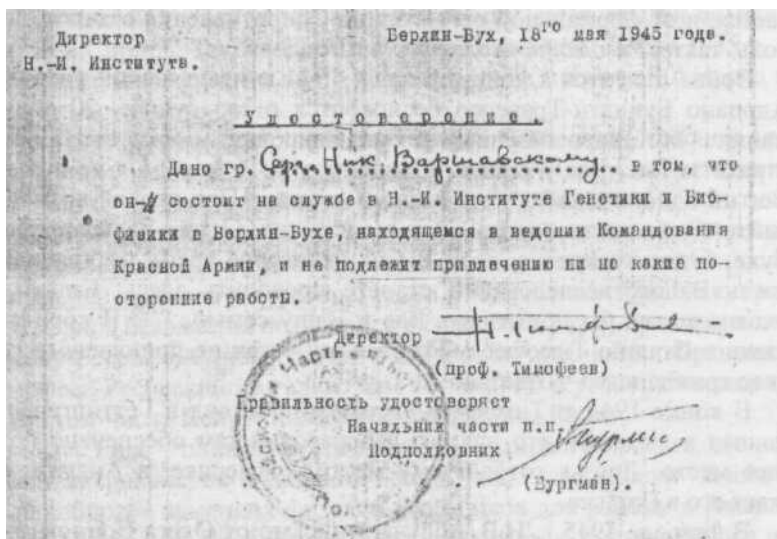 Директор
Н.-И. Института.
Берлин-Бух, 18го мая 1945 года.
Удостоверение.
Дано гр. Серг. Ник. Варшавскому в том, что
он состоит на службе в Н.-И. Институте Генетики и Био-
физики в Берлин-Бухе, находящемся в ведении Командования
Красной Армии, и не подлежит привлечению ни на какие по-
сторонние работы.
Директор
(Проф. Тимофеев)
Правильность удостоверяет
Начальник части п.п.
Подполковник
(Бургман).
Часть